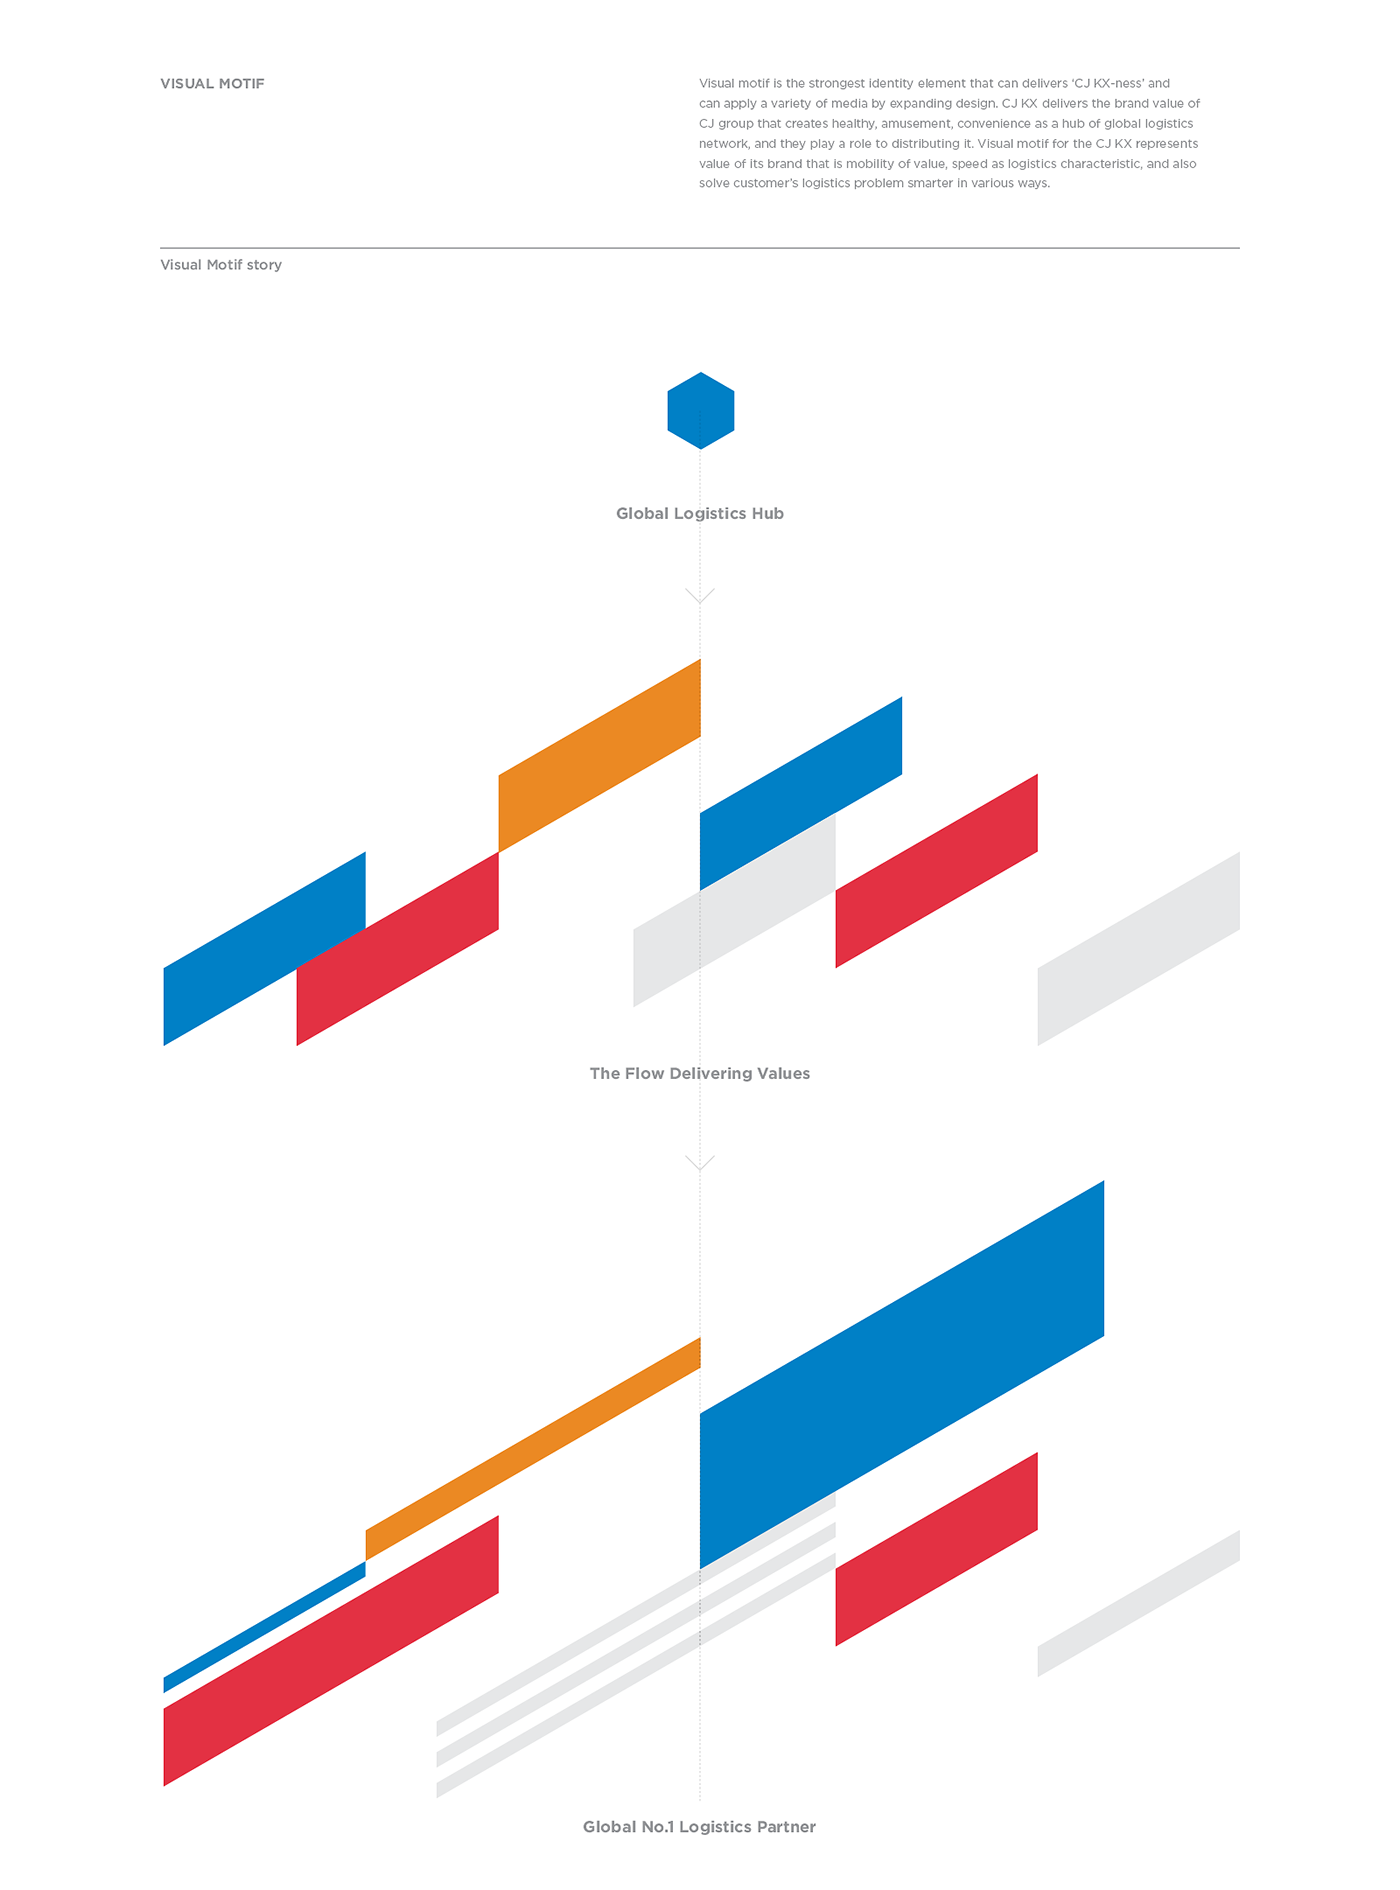 VISUAL MOTIF
Visual motif is the strongest identity element that can delivers ‘CJ KX-ness’ and
can apply a variety of media by expanding design. CJ KX delivers the brand value of
CJ group that creates healthy, amusement, convenience as a hub of global logistics
network, and they play a role to distributing it. Visual motif for the CJ KX represents
value of its brand that is mobility of value, speed as logistics characteristic, and also
solve customer’s logistics problem smarter in various ways.
Visual Motif story
Global Logistics Hub
The Flow Delivering Values
Global No.1 Logistics Partner